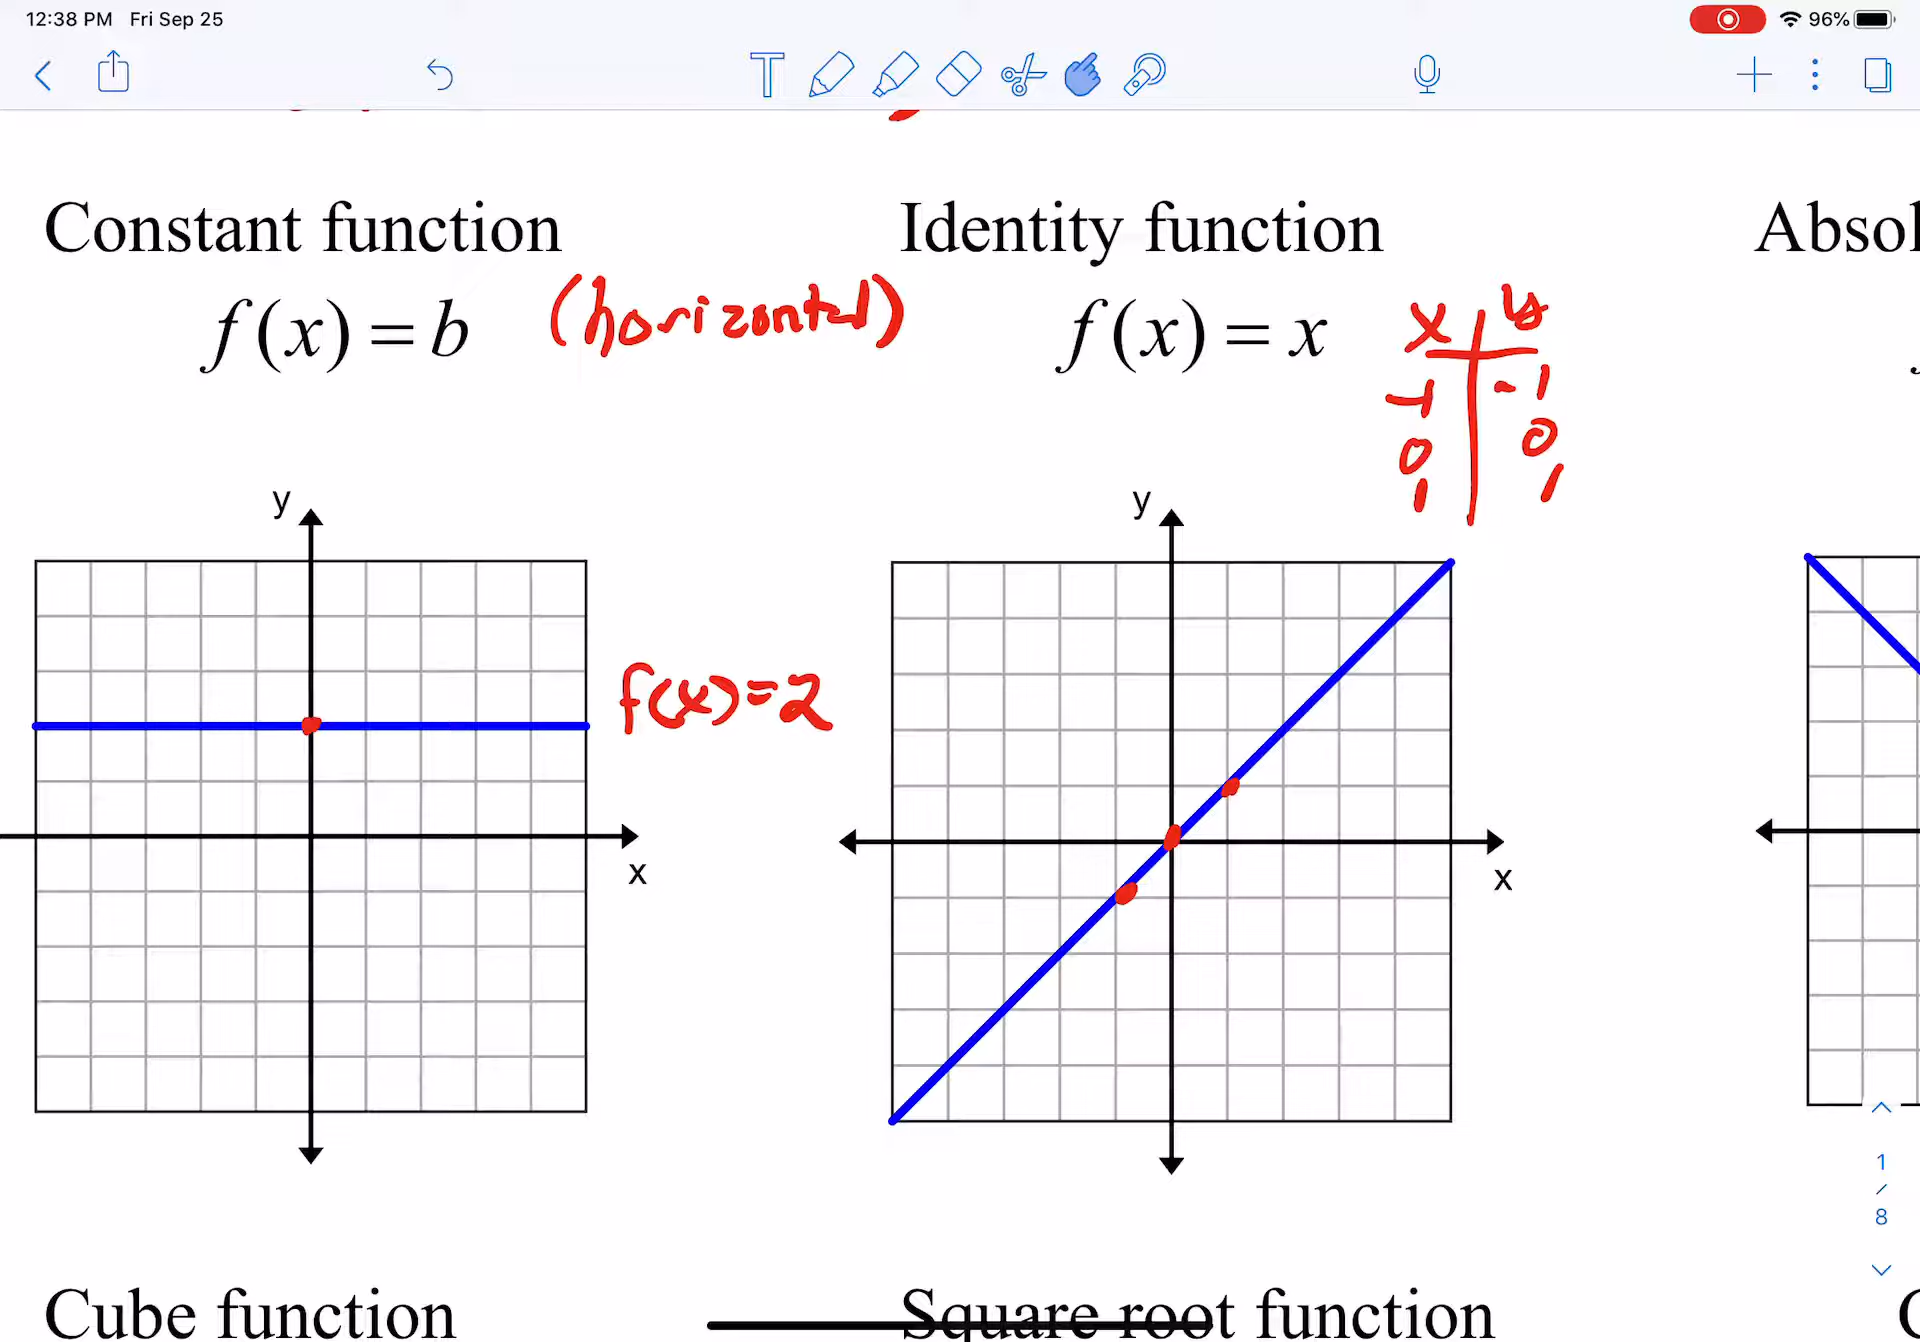 12:38 PM Fri Sep 25
96%
T
Constant function
f(x) = b (horizontal)
Identity function
f(x) = x
x y
-1 -1
0 0
1 1
Absol
y
f(x)=2
x
y
x
1
/
8
Cube function
Square root function